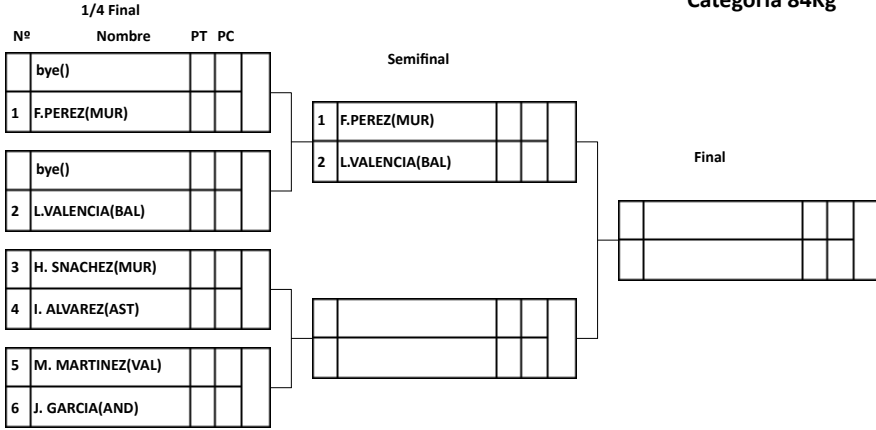 Categoría 84Kg
1/4 Final
Nº Nombre PT PC
bye()
1 F.PEREZ(MUR)
bye()
2 L.VALENCIA(BAL)
3 H. SNACHEZ(MUR)
4 I. ALVAREZ(AST)
5 M. MARTINEZ(VAL)
6 J. GARCIA(AND)
Semifinal
1 F.PEREZ(MUR)
2 L.VALENCIA(BAL)
Final